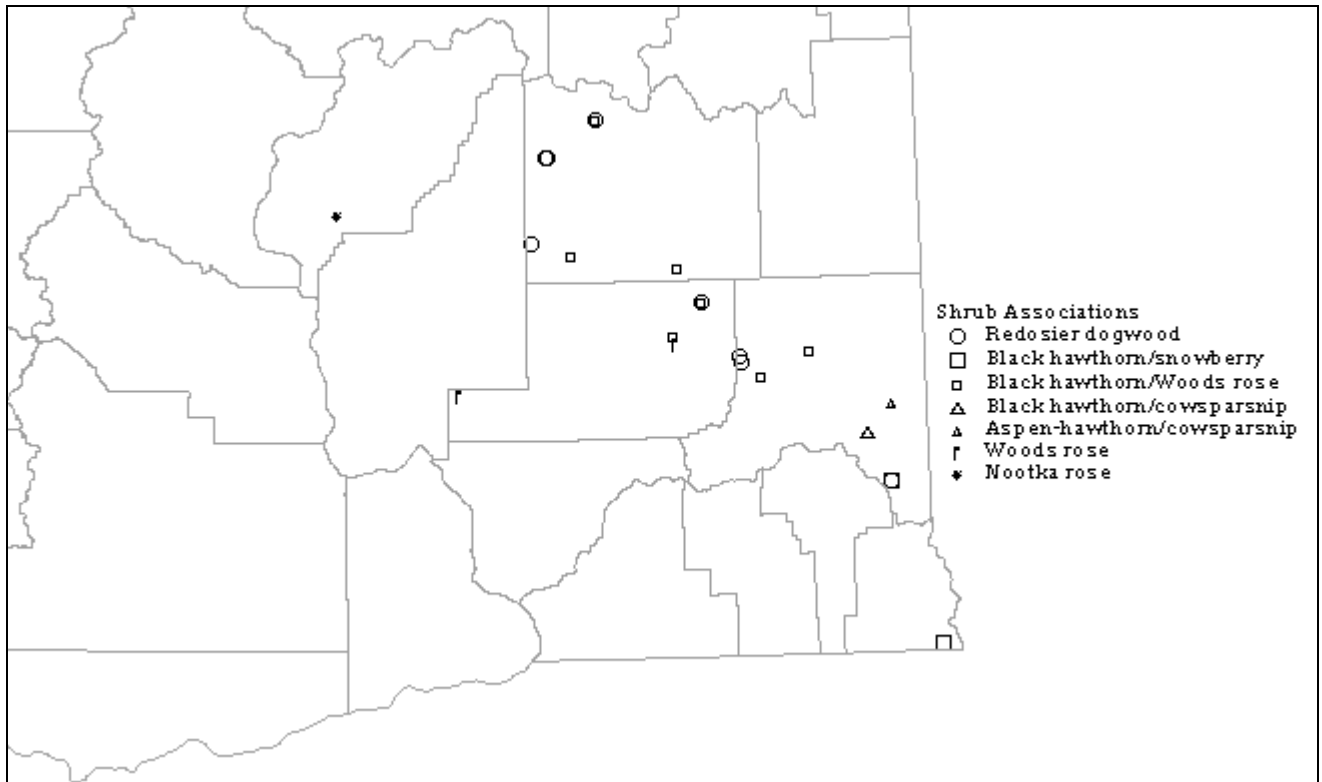 Shrub Associations
Redosier dogwood
Black hawthorn/snowberry
Black hawthorn/Woods rose
Black hawthorn/cowsparsnip
Aspen-hawthorn/cowsparsnip
Woods rose
Nootka rose